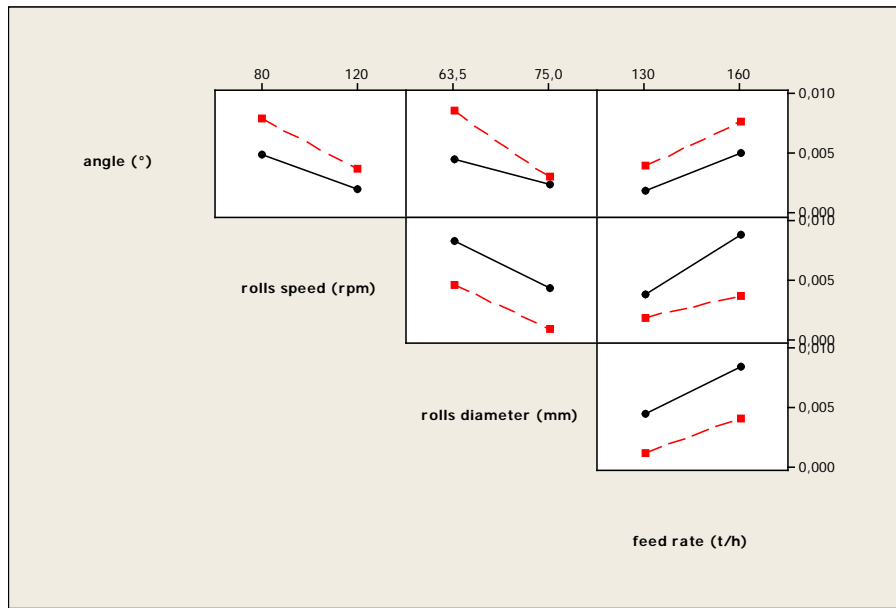 80 120 63,5 75,0 130 160
0,010
angle (°)
0,005
0,000
0,010
rolls speed (rpm)
0,005
0,000
0,010
rolls diameter (mm)
0,005
0,000
feed rate (t/h)